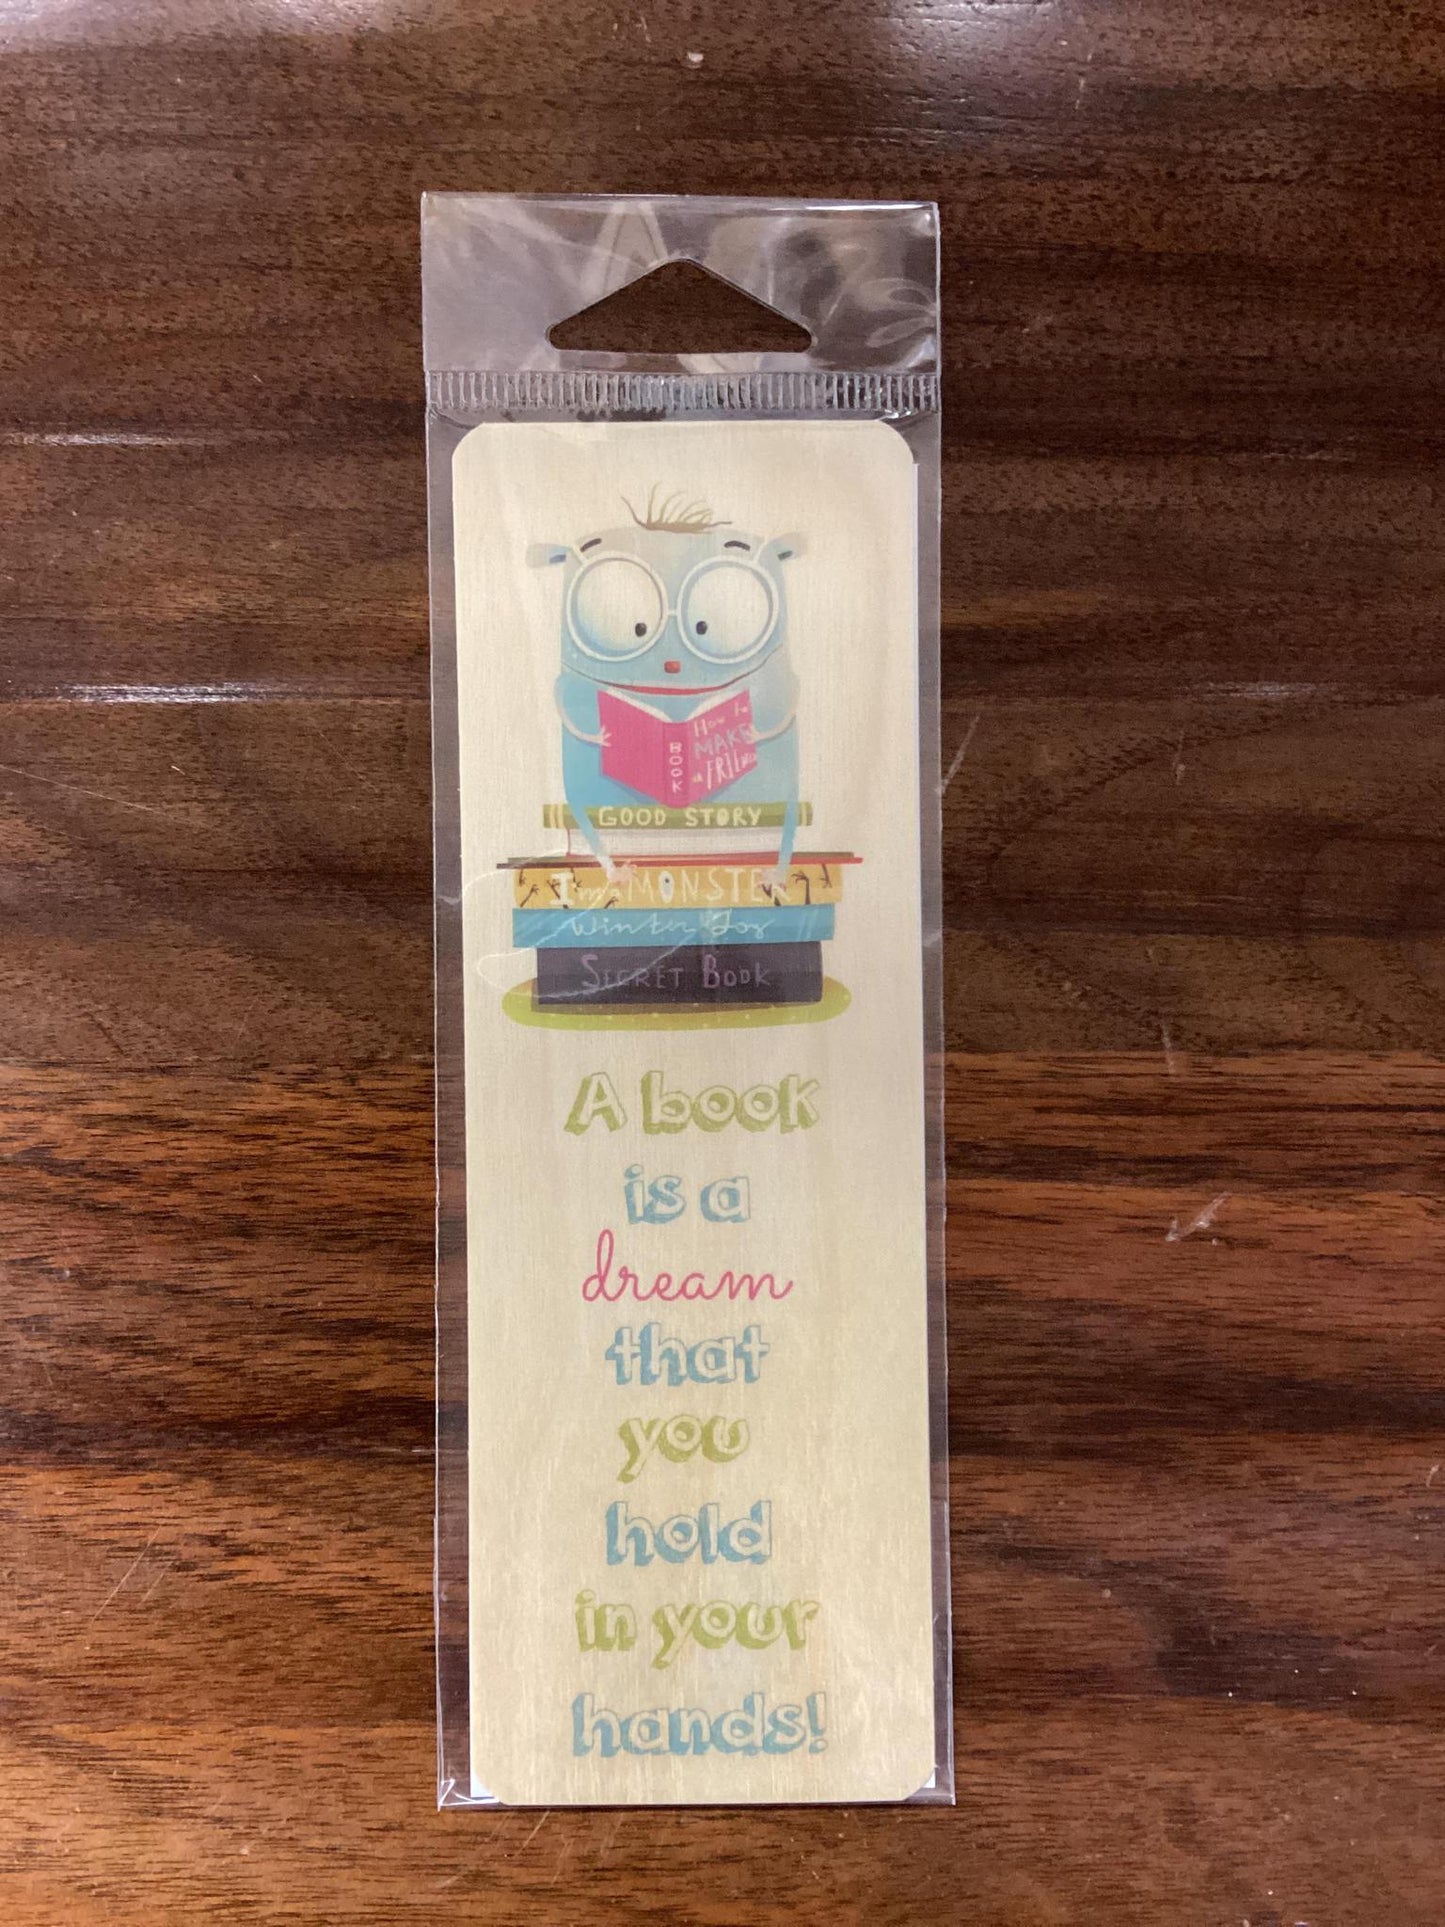 How to
MAKE
a FRIEND
BOOK
GOOD STORY
I'm a MONSTER
Winter Joy
SECRET BOOK
A book
is a
dream
that
you
hold
in your
hands!